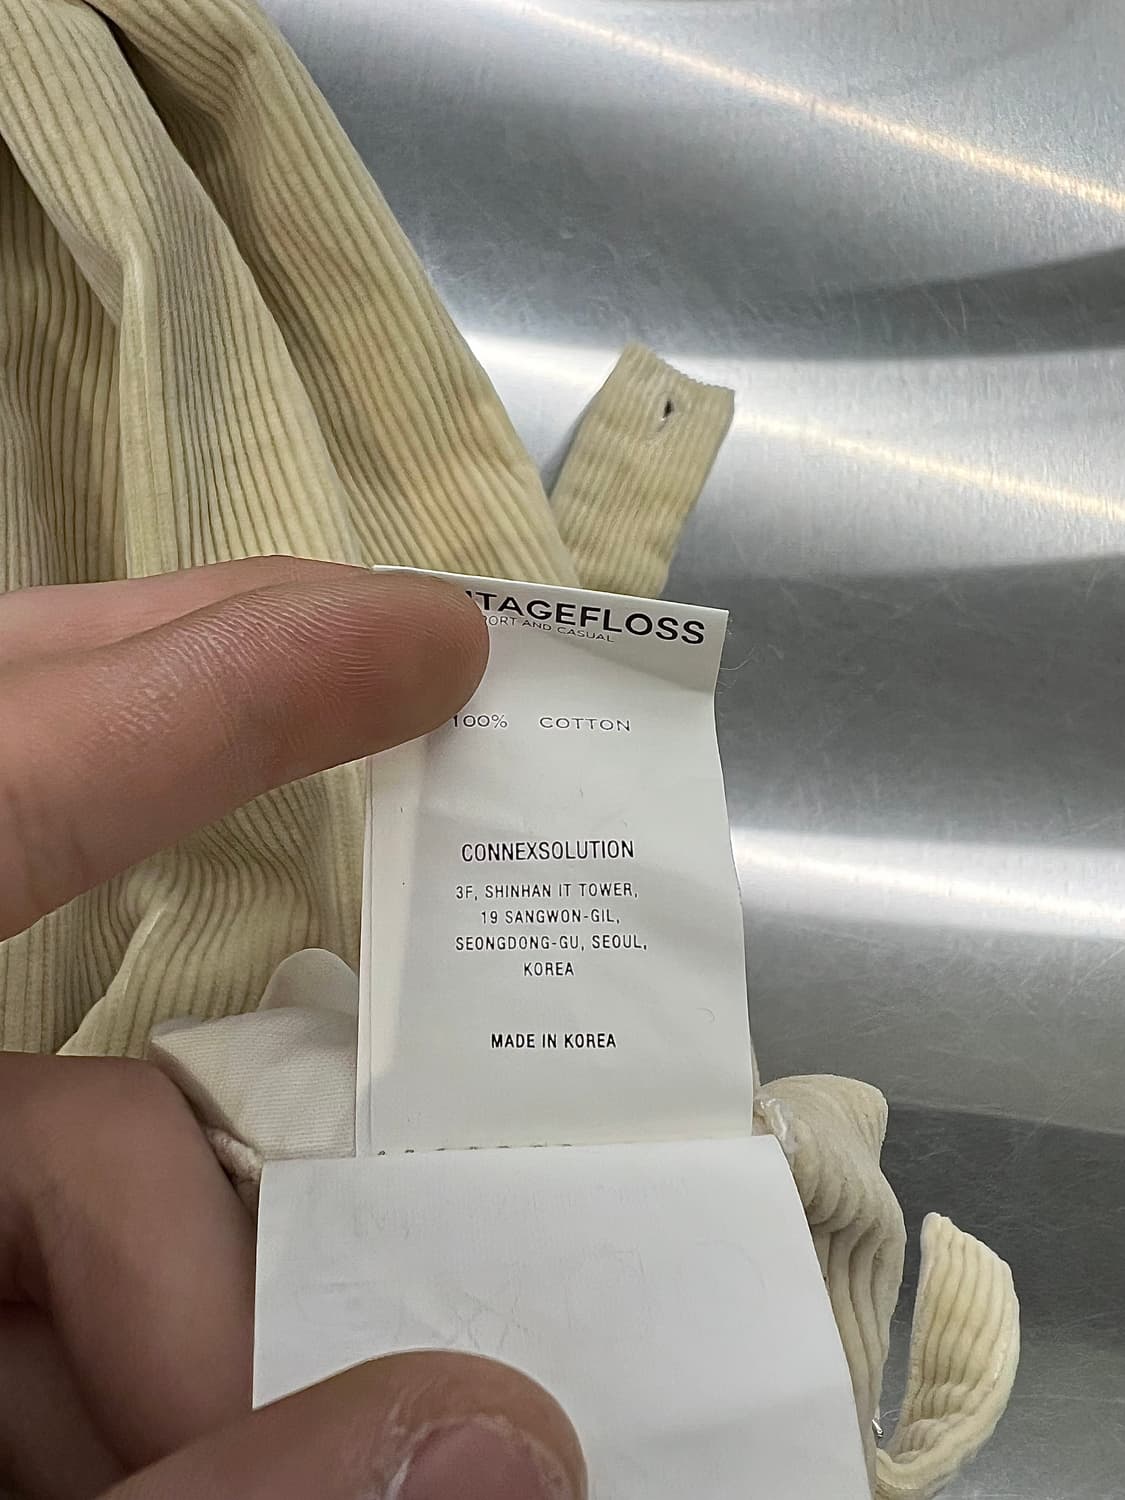 TAGEFLOSS
PORT AND CASUAL
100% COTTON
CONNEXSOLUTION
3F, SHINHAN IT TOWER,
19 SANGWON-GIL,
SEONGDONG-GU, SEOUL,
KOREA
MADE IN KOREA